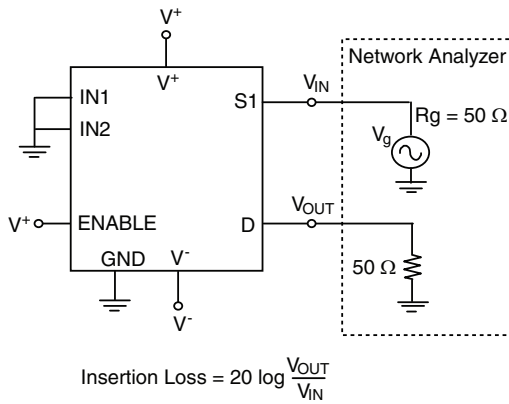 V+
V+
Network Analyzer
IN1
IN2
S1
VIN
Rg = 50 Ω
Vg
V+
ENABLE
D
VOUT
50 Ω
GND
V-
V-
Insertion Loss = 20 log VOUT
VIN